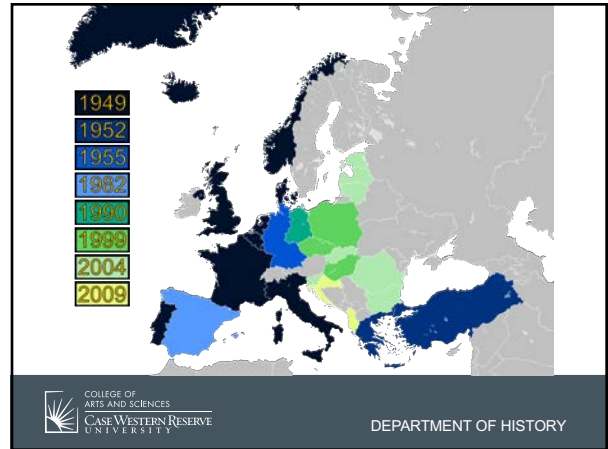 1949
1952
1955
1982
1990
1999
2004
2009
COLLEGE OF
ARTS AND SCIENCES
CASE WESTERN RESERVE
UNIVERSITY
DEPARTMENT OF HISTORY